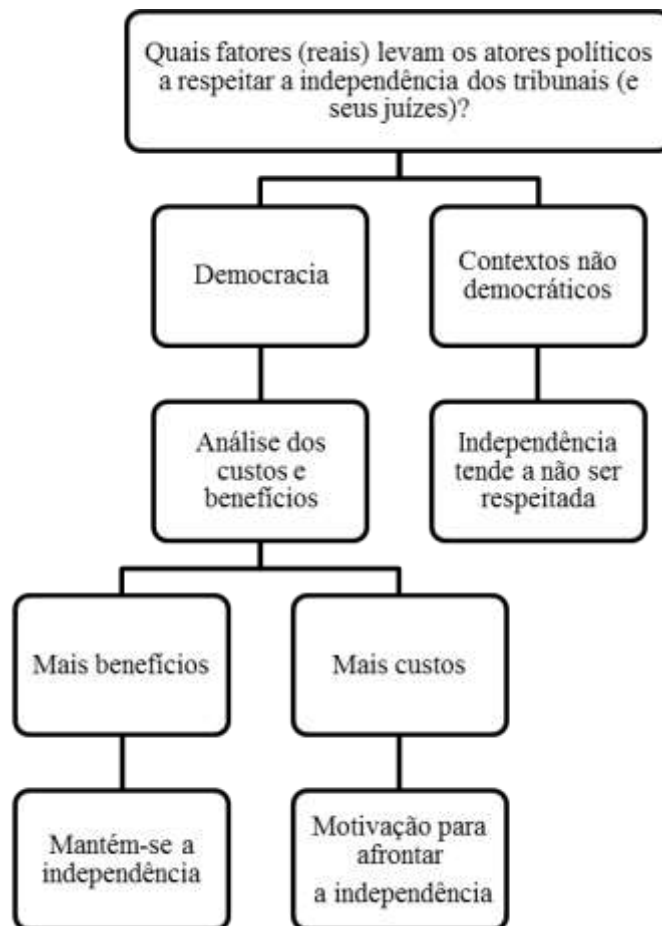 Quais fatores (reais) levam os atores políticos
a respeitar a independência dos tribunais (e
seus juízes)?
Democracia
Contextos não
democráticos
Análise dos
custos e
benefícios
Independência
tende a não ser
respeitada
Mais benefícios
Mais custos
Mantém-se a
independência
Motivação para
afrontar
a independência